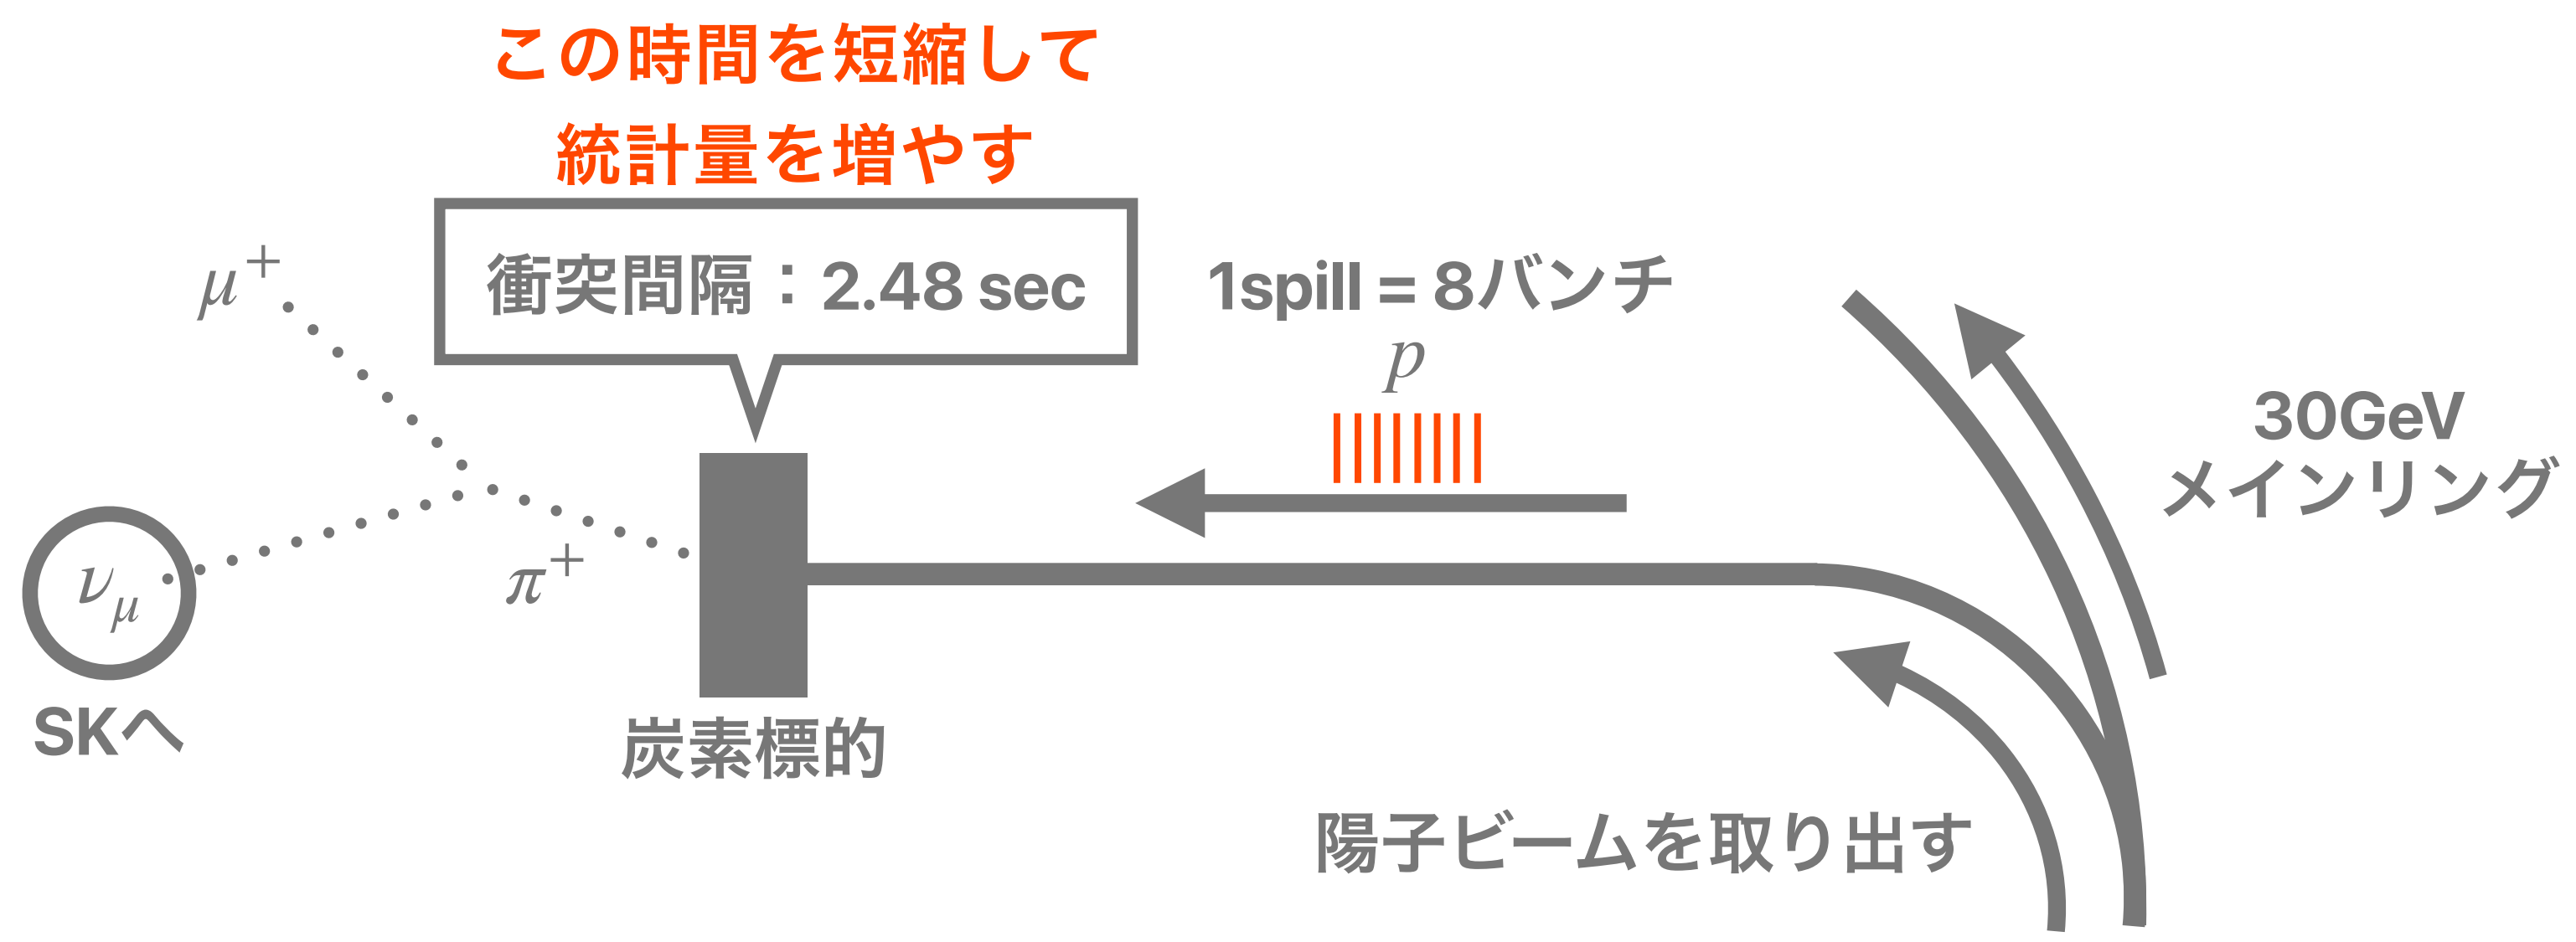 この時間を短縮して
統計量を増やす
衝突間隔：2.48 sec
1spill = 8バンチ
p
μ+
30GeV
メインリング
νμ
π+
SKへ
炭素標的
陽子ビームを取り出す